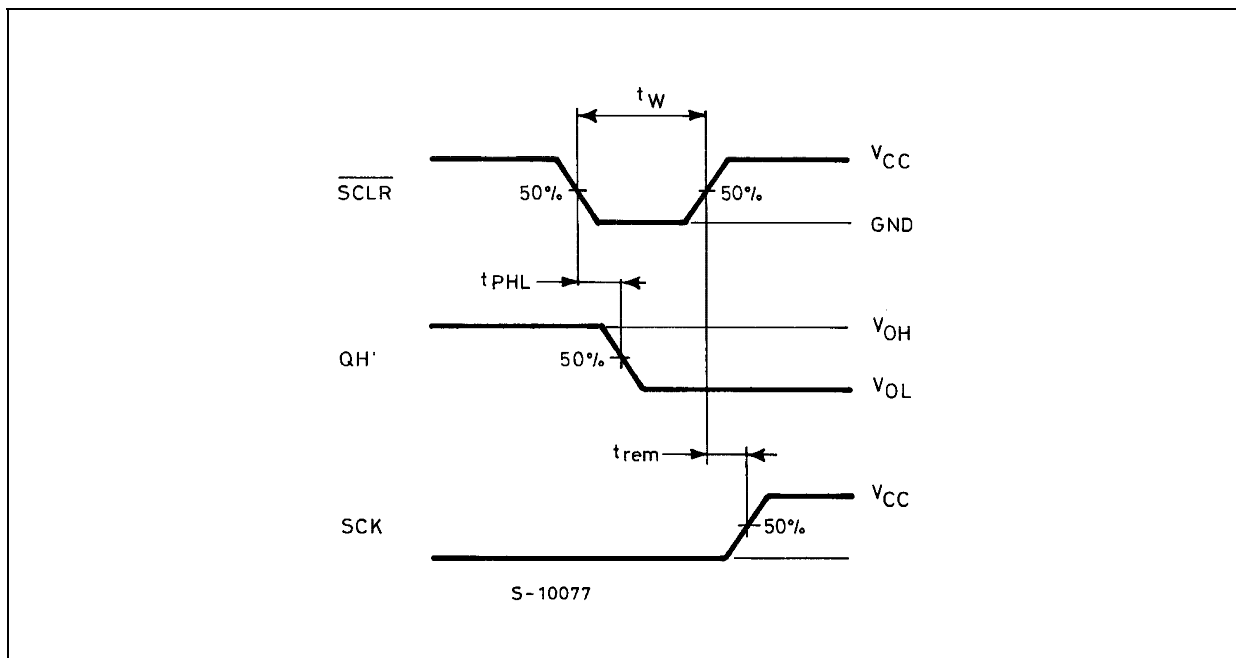 tW
VCC
SCLR
50%
50%
GND
tPHL
VOH
QH'
50%
VOL
trem
VCC
SCK
50%
S-10077